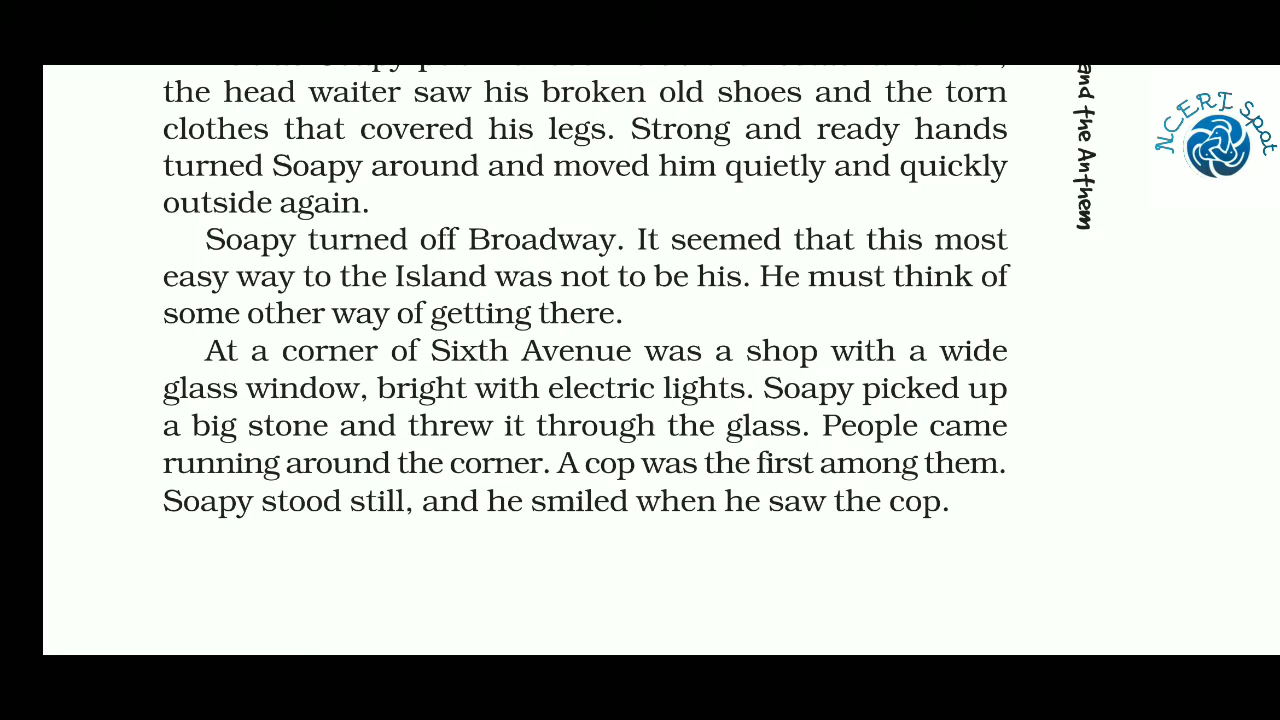 the head waiter saw his broken old shoes and the torn
clothes that covered his legs. Strong and ready hands
turned Soapy around and moved him quietly and quickly
outside again.
Soapy turned off Broadway. It seemed that this most
easy way to the Island was not to be his. He must think of
some other way of getting there.
At a corner of Sixth Avenue was a shop with a wide
glass window, bright with electric lights. Soapy picked up
a big stone and threw it through the glass. People came
running around the corner. A cop was the first among them.
Soapy stood still, and he smiled when he saw the cop.
and the Anthem
NCERT Spot